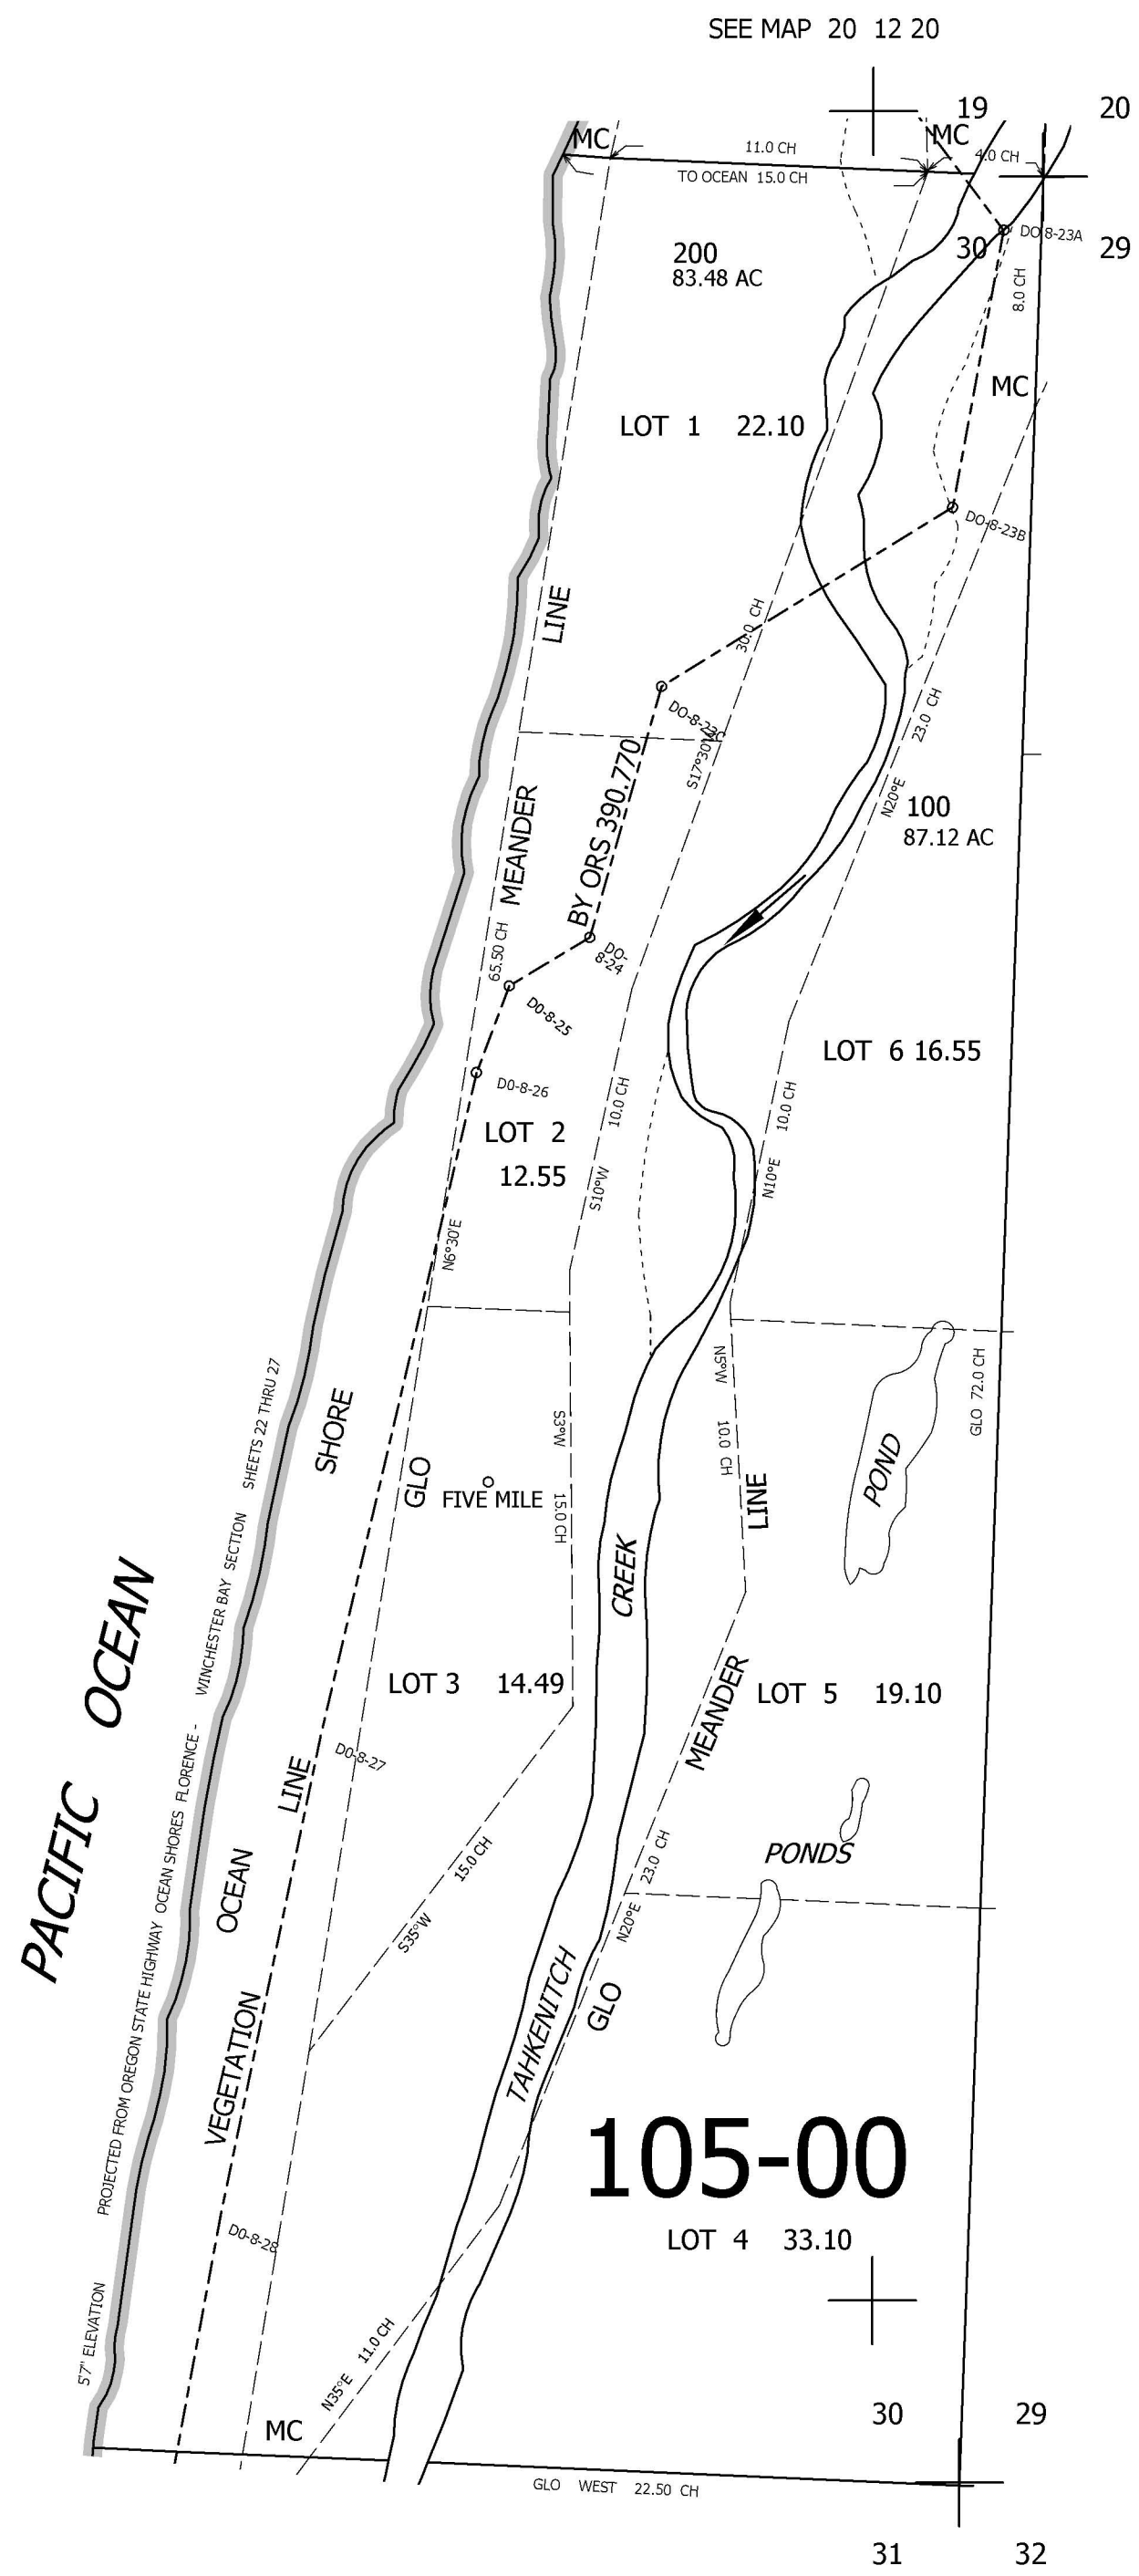 SEE MAP 20 12 20
19
20
MC
MC
11.0 CH
4.0 CH
TO OCEAN 15.0 CH
DO 8-23A
30
29
200
83.48 AC
8.0 CH
MC
LOT 1 22.10
DO-8-23B
LINE
30.0 CH
DO-8-23C
S17°30'W
23.0 CH
N20°E
BY ORS 390.770
MEANDER
100
87.12 AC
65.50 CH
DO-
8-24
D0-8-25
LOT 6 16.55
D0-8-26
10.0 CH
10.0 CH
LOT 2
12.55
S10°W
N10°E
N6°30'E
N5°W
GLO 72.0 CH
10.0 CH
SHORE
S3°W
GLO
FIVE MILE
15.0 CH
LINE
POND
CREEK
PACIFIC OCEAN
5'7' ELEVATION PROJECTED FROM OREGON STATE HIGHWAY OCEAN SHORES FLORENCE - WINCHESTER BAY SECTION SHEETS 22 THRU 27
LOT 3 14.49
LOT 5 19.10
MEANDER
D0-8-27
LINE
PONDS
15.0 CH
23.0 CH
OCEAN
S35°W
N20°E
TAHKENITCH
GLO
VEGETATION
105-00
LOT 4 33.10
D0-8-28
11.0 CH
N35°E
MC
30
29
GLO WEST 22.50 CH
31
32